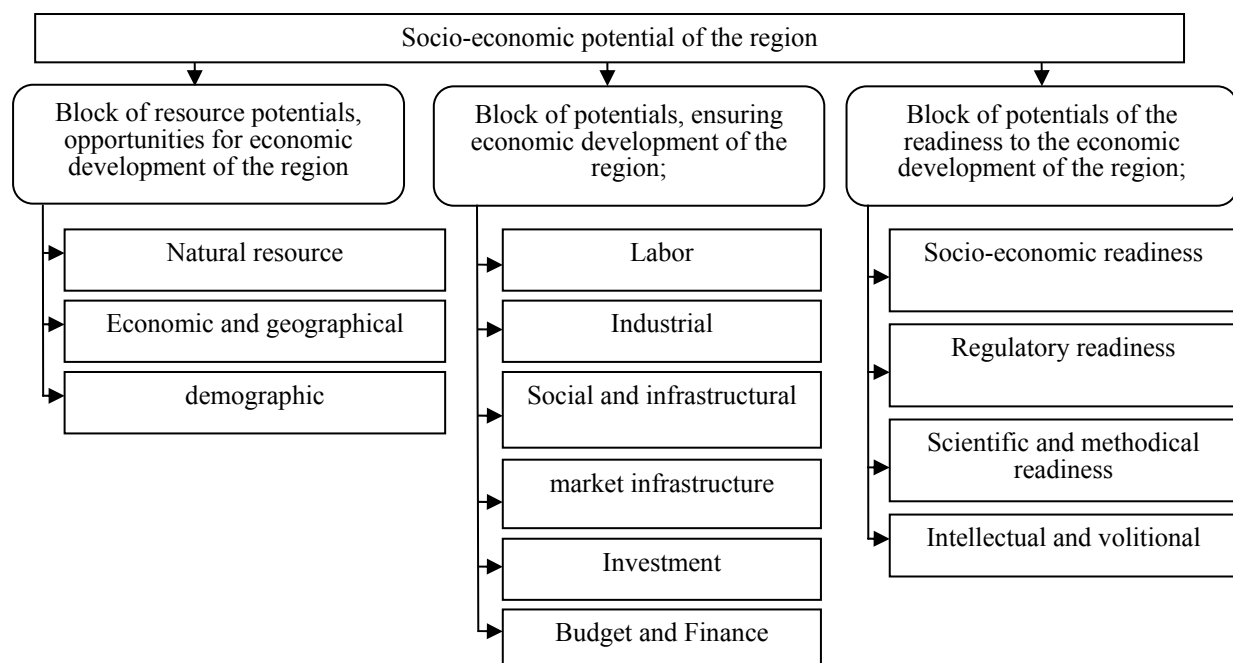 Socio-economic potential of the region
Block of resource potentials,
opportunities for economic
development of the region
Natural resource
Economic and geographical
demographic
Block of potentials, ensuring
economic development of the
region;
Labor
Industrial
Social and infrastructural
market infrastructure
Investment
Budget and Finance
Block of potentials of the
readiness to the economic
development of the region;
Socio-economic readiness
Regulatory readiness
Scientific and methodical
readiness
Intellectual and volitional